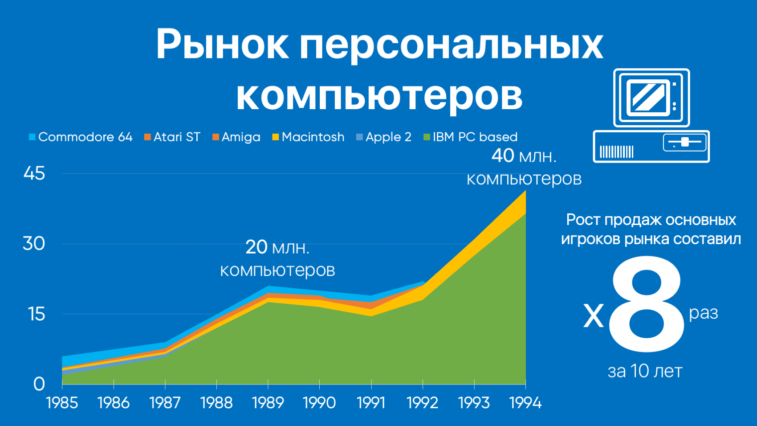 Рынок персональных
компьютеров
Commodore 64 Atari ST Amiga Macintosh Apple 2 IBM PC based
40 млн.
компьютеров
45
30
15
0
20 млн.
компьютеров
1985 1986 1987 1988 1989 1990 1991 1992 1993 1994
Рост продаж основных
игроков рынка составил
x8 раз
за 10 лет